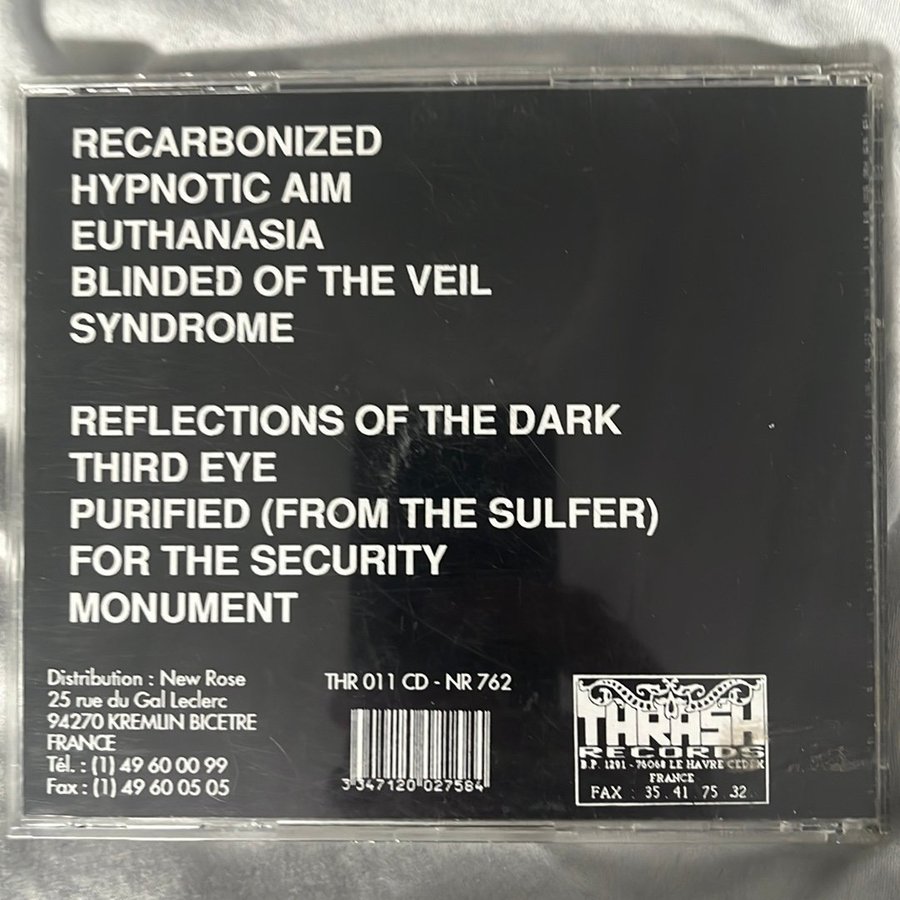 RECARBONIZED
HYPNOTIC AIM
EUTHANASIA
BLINDED OF THE VEIL
SYNDROME
REFLECTIONS OF THE DARK
THIRD EYE
PURIFIED (FROM THE SULFER)
FOR THE SECURITY
MONUMENT
Distribution : New Rose
25 rue du Gal Leclerc
94270 KREMLIN BICETRE
FRANCE
Tél. : (1) 49 60 00 99
Fax : (1) 49 60 05 05
THR 011 CD - NR 762
3 347120 027584
THRASH
RECORDS
B.P. 1291 - 76068 LE HAVRE CEDEX
FRANCE
FAX : 35 .41 .75 .32